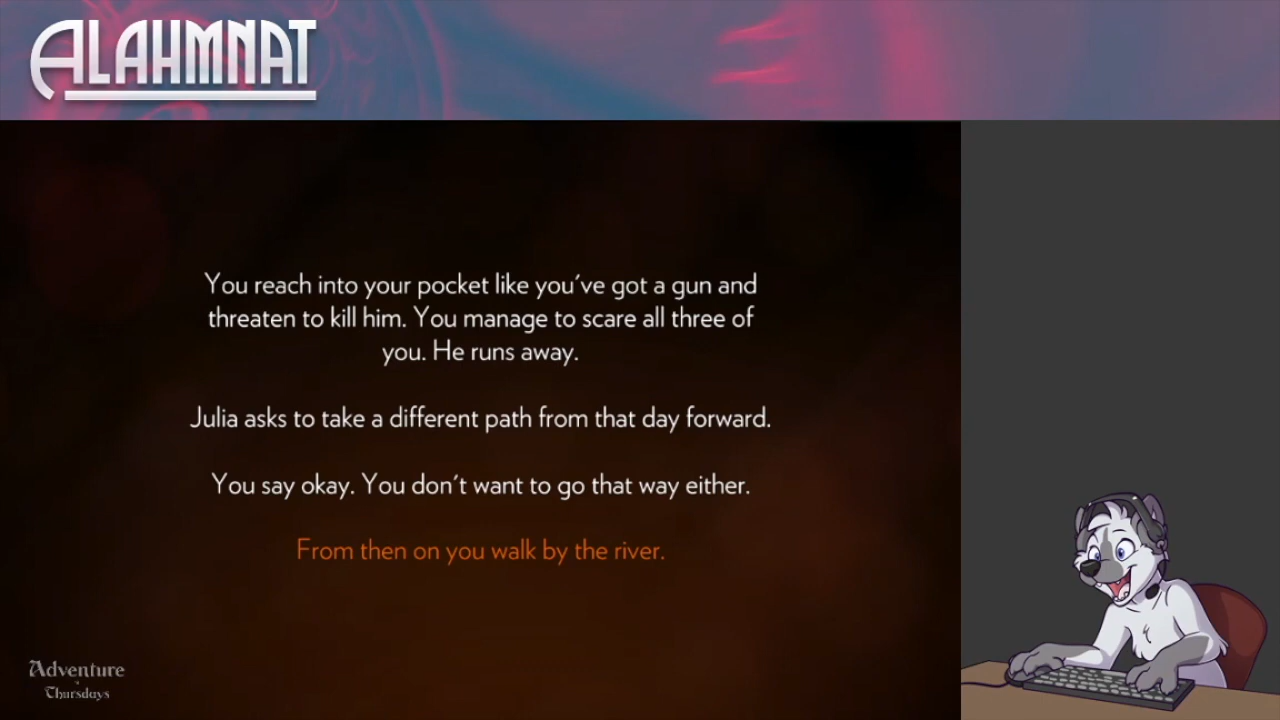 ALAHMNAT
You reach into your pocket like you've got a gun and
threaten to kill him. You manage to scare all three of
you. He runs away.
Julia asks to take a different path from that day forward.
You say okay. You don't want to go that way either.
From then on you walk by the river.
Adventure
Thursdays